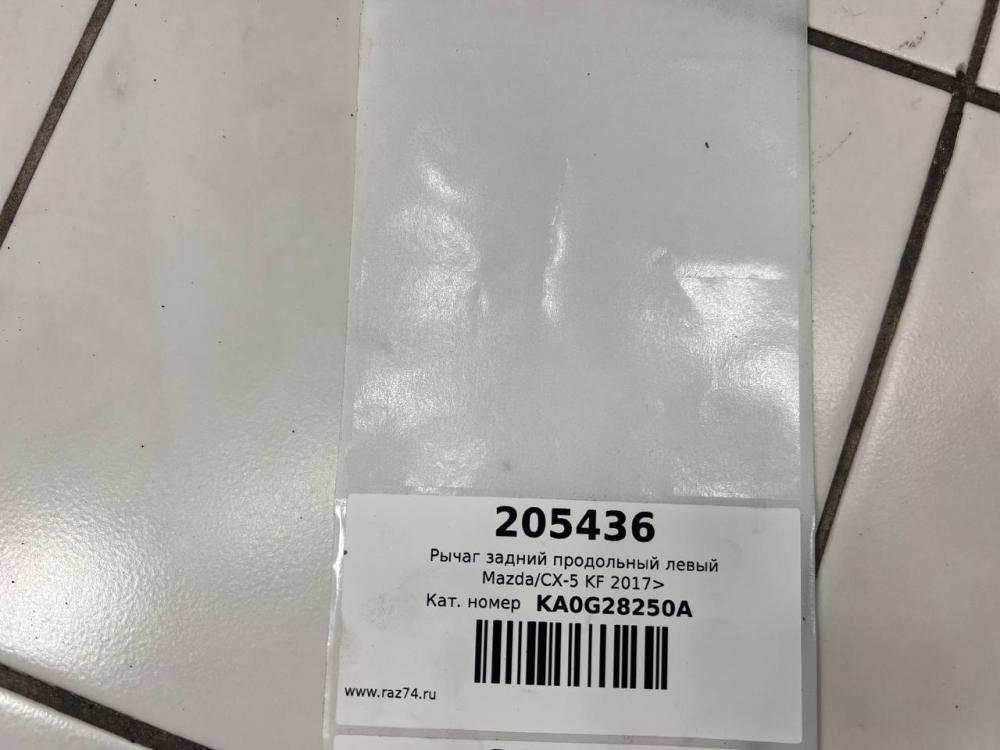 205436
Рычаг задний продольный левый
Mazda/CX-5 KF 2017>
Кат. номер KA0G28250A
www.raz74.ru